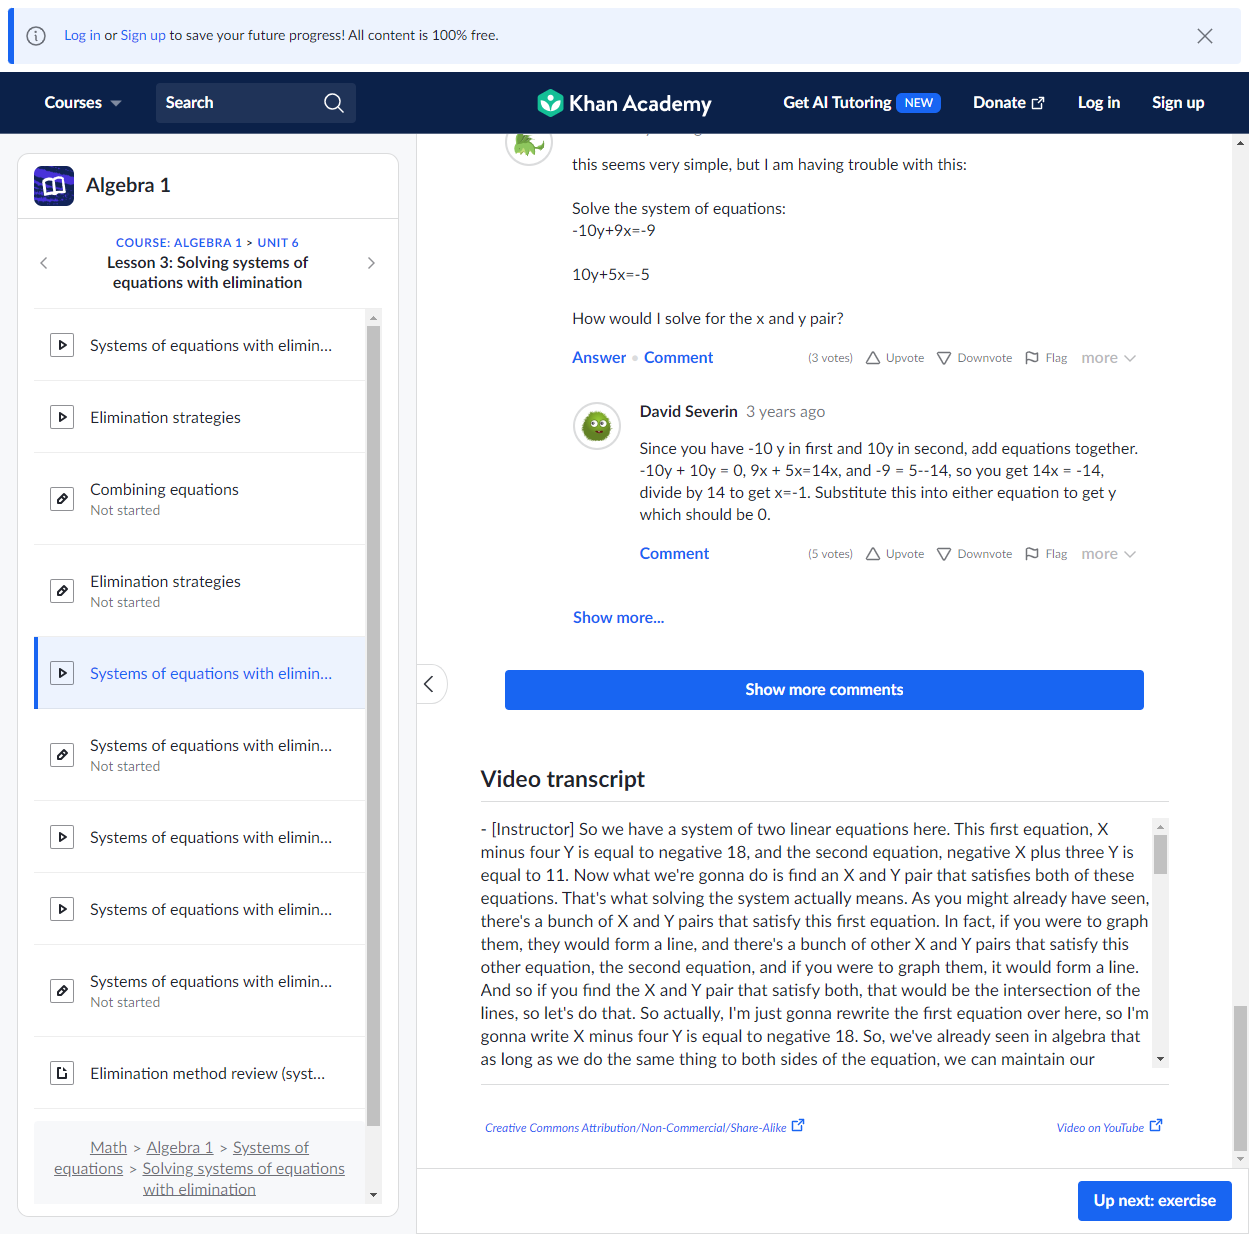 Log in or Sign up to save your future progress! All content is 100% free.
Courses
Search
Khan Academy
Get AI Tutoring NEW
Donate
Log in
Sign up
Algebra 1
COURSE: ALGEBRA 1 > UNIT 6
Lesson 3: Solving systems of
equations with elimination
Systems of equations with elimin...
Elimination strategies
Combining equations
Not started
Elimination strategies
Not started
Systems of equations with elimin...
Systems of equations with elimin...
Not started
Systems of equations with elimin...
Systems of equations with elimin...
Systems of equations with elimin...
Not started
Elimination method review (syst...
Math > Algebra 1 > Systems of
equations > Solving systems of equations
with elimination
this seems very simple, but I am having trouble with this:
Solve the system of equations:
-10y+9x=-9
10y+5x=-5
How would I solve for the x and y pair?
Answer • Comment (3 votes) Upvote Downvote Flag more
David Severin 3 years ago
Since you have -10 y in first and 10y in second, add equations together.
-10y + 10y = 0, 9x + 5x=14x, and -9 = 5--14, so you get 14x = -14,
divide by 14 to get x=-1. Substitute this into either equation to get y
which should be 0.
Comment (5 votes) Upvote Downvote Flag more
Show more...
Show more comments
Video transcript
- [Instructor] So we have a system of two linear equations here. This first equation, X
minus four Y is equal to negative 18, and the second equation, negative X plus three Y is
equal to 11. Now what we're gonna do is find an X and Y pair that satisfies both of these
equations. That's what solving the system actually means. As you might already have seen,
there's a bunch of X and Y pairs that satisfy this first equation. In fact, if you were to graph
them, they would form a line, and there's a bunch of other X and Y pairs that satisfy this
other equation, the second equation, and if you were to graph them, it would form a line.
And so if you find the X and Y pair that satisfy both, that would be the intersection of the
lines, so let's do that. So actually, I'm just gonna rewrite the first equation over here, so I'm
gonna write X minus four Y is equal to negative 18. So, we've already seen in algebra that
as long as we do the same thing to both sides of the equation, we can maintain our
Creative Commons Attribution/Non-Commercial/Share-Alike
Video on YouTube
Up next: exercise